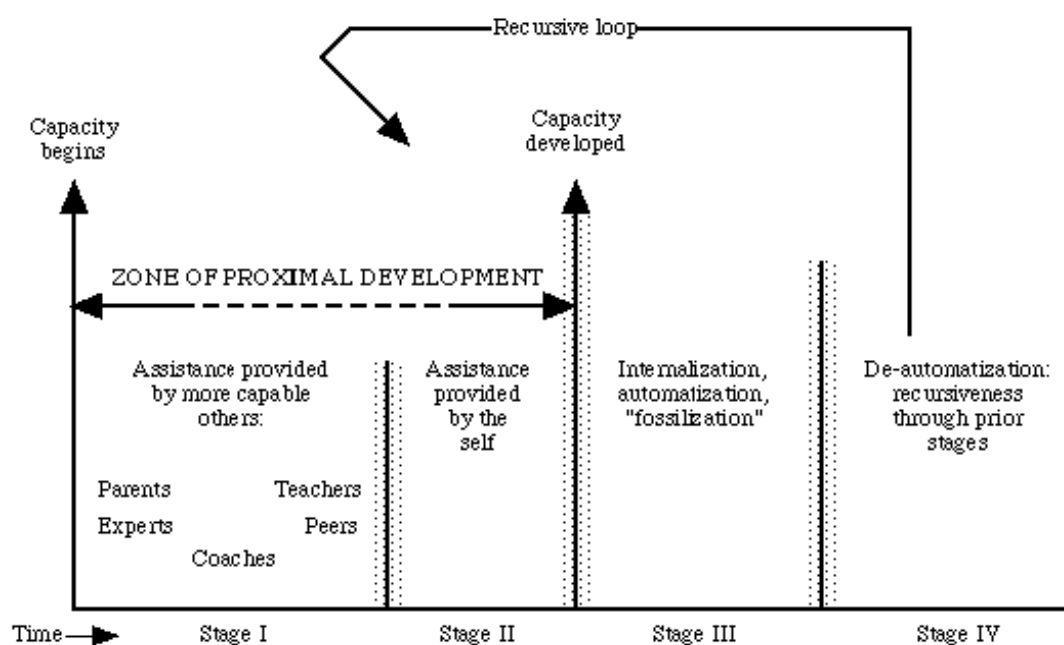 Recursive loop
Capacity
begins
Capacity
developed
ZONE OF PROXIMAL DEVELOPMENT
Assistance provided
by more capable
others:
Parents
Teachers
Experts
Peers
Coaches
Assistance
provided
by the
self
Internalization,
automatization,
"fossilization"
De-automatization:
recursiveness
through prior
stages
Time
Stage I
Stage II
Stage III
Stage IV